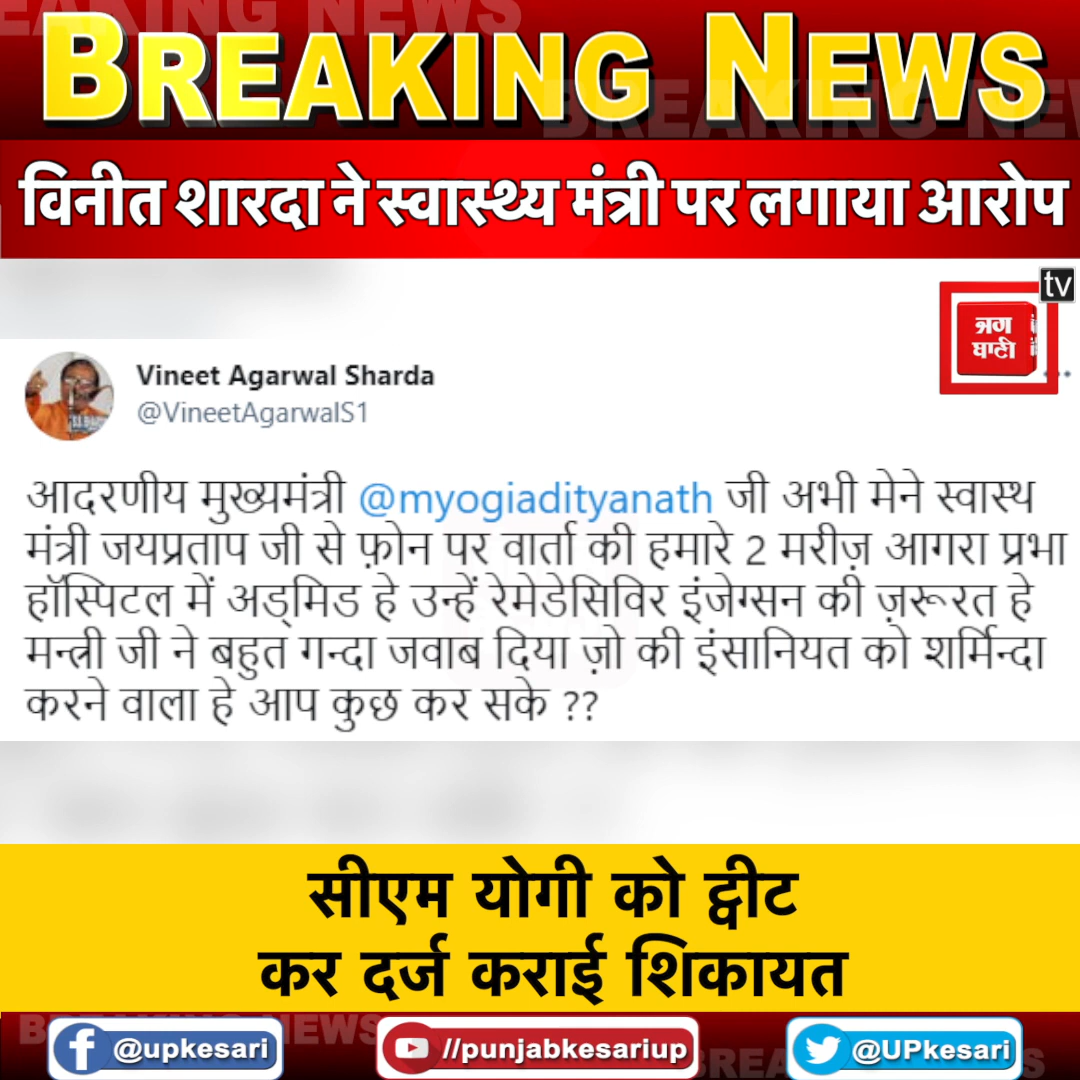 BREAKING NEWS
विनीत शारदा ने स्वास्थ्य मंत्री पर लगाया आरोप
tv
ਜਗ
ਬਾਣੀ
Vineet Agarwal Sharda
@VineetAgarwalS1
आदरणीय मुख्यमंत्री @myogiadityanath जी अभी मेने स्वास्थ
मंत्री जयप्रताप जी से फ़ोन पर वार्ता की हमारे 2 मरीज़ आगरा प्रभा
हॉस्पिटल में अड्मिड हे उन्हें रेमेडेसिविर इंजेग्सन की ज़रूरत हे
मन्त्री जी ने बहुत गन्दा जवाब दिया ज़ो की इंसानियत को शर्मिन्दा
करने वाला हे आप कुछ कर सके ??
सीएम योगी को ट्वीट
कर दर्ज कराई शिकायत
@upkesari //punjabkesariup @UPkesari